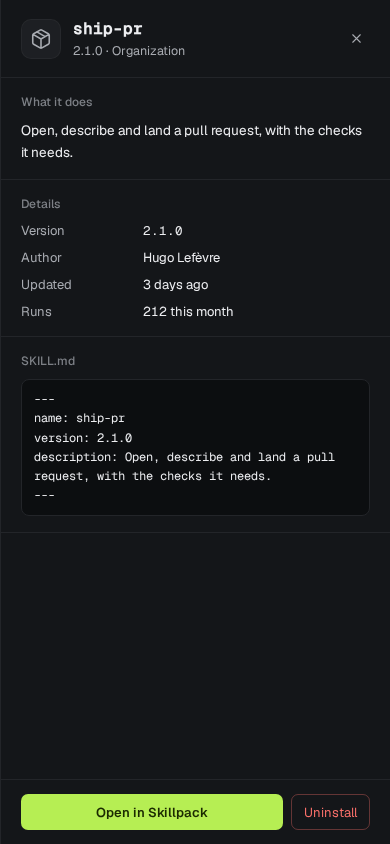 ship-pr
2.1.0 · Organization
What it does
Open, describe and land a pull request, with the checks
it needs.
Details
Version 2.1.0
Author Hugo Lefèvre
Updated 3 days ago
Runs 212 this month
SKILL.md
---
name: ship-pr
version: 2.1.0
description: Open, describe and land a pull
request, with the checks it needs.
---
Open in Skillpack Uninstall